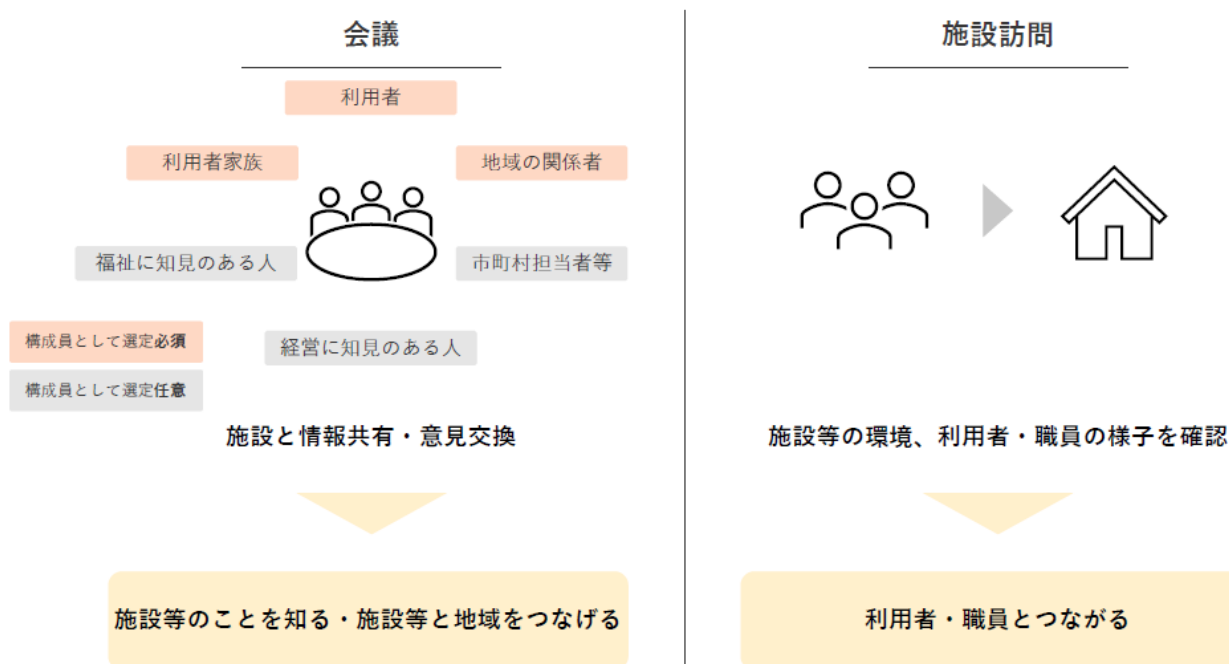 会議
利用者
利用者家族
地域の関係者
福祉に知見のある人
市町村担当者等
経営に知見のある人
構成員として選定必須
構成員として選定任意
施設と情報共有・意見交換
施設等のことを知る・施設等と地域をつなげる
施設訪問
施設等の環境、利用者・職員の様子を確認
利用者・職員とつながる